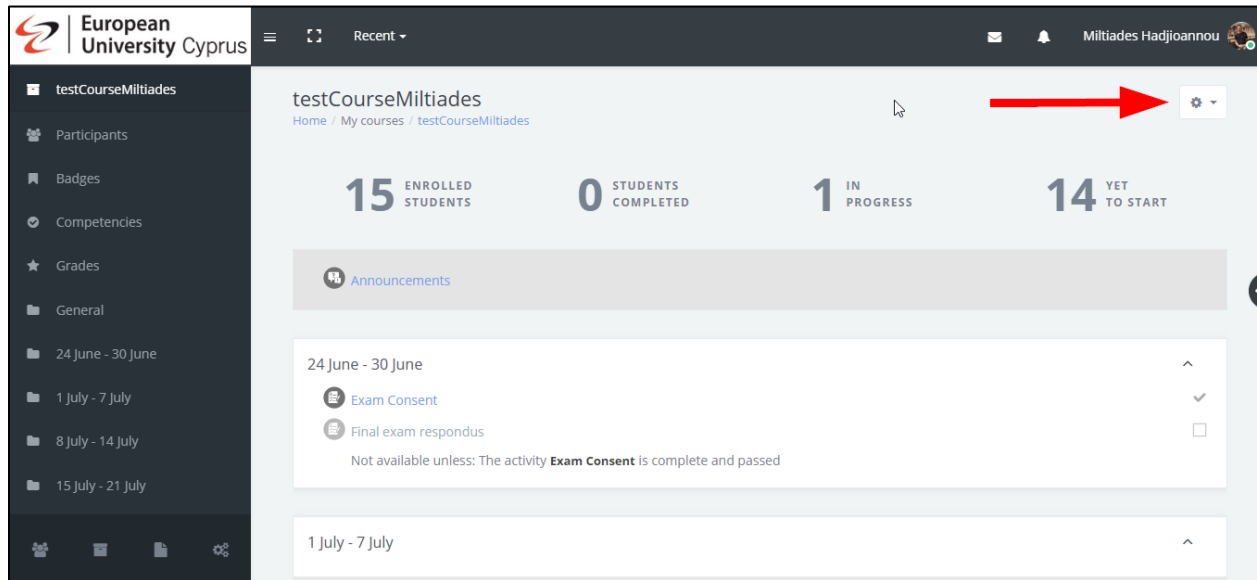 European
University Cyprus
Recent
Miltiades Hadjioannou
testCourseMiltiades
Participants
Badges
Competencies
Grades
General
24 June - 30 June
1 July - 7 July
8 July - 14 July
15 July - 21 July
testCourseMiltiades
Home / My courses / testCourseMiltiades
15 ENROLLED
STUDENTS
0 STUDENTS
COMPLETED
1 IN
PROGRESS
14 YET
TO START
Announcements
24 June - 30 June
Exam Consent
Final exam respondus
Not available unless: The activity Exam Consent is complete and passed
1 July - 7 July